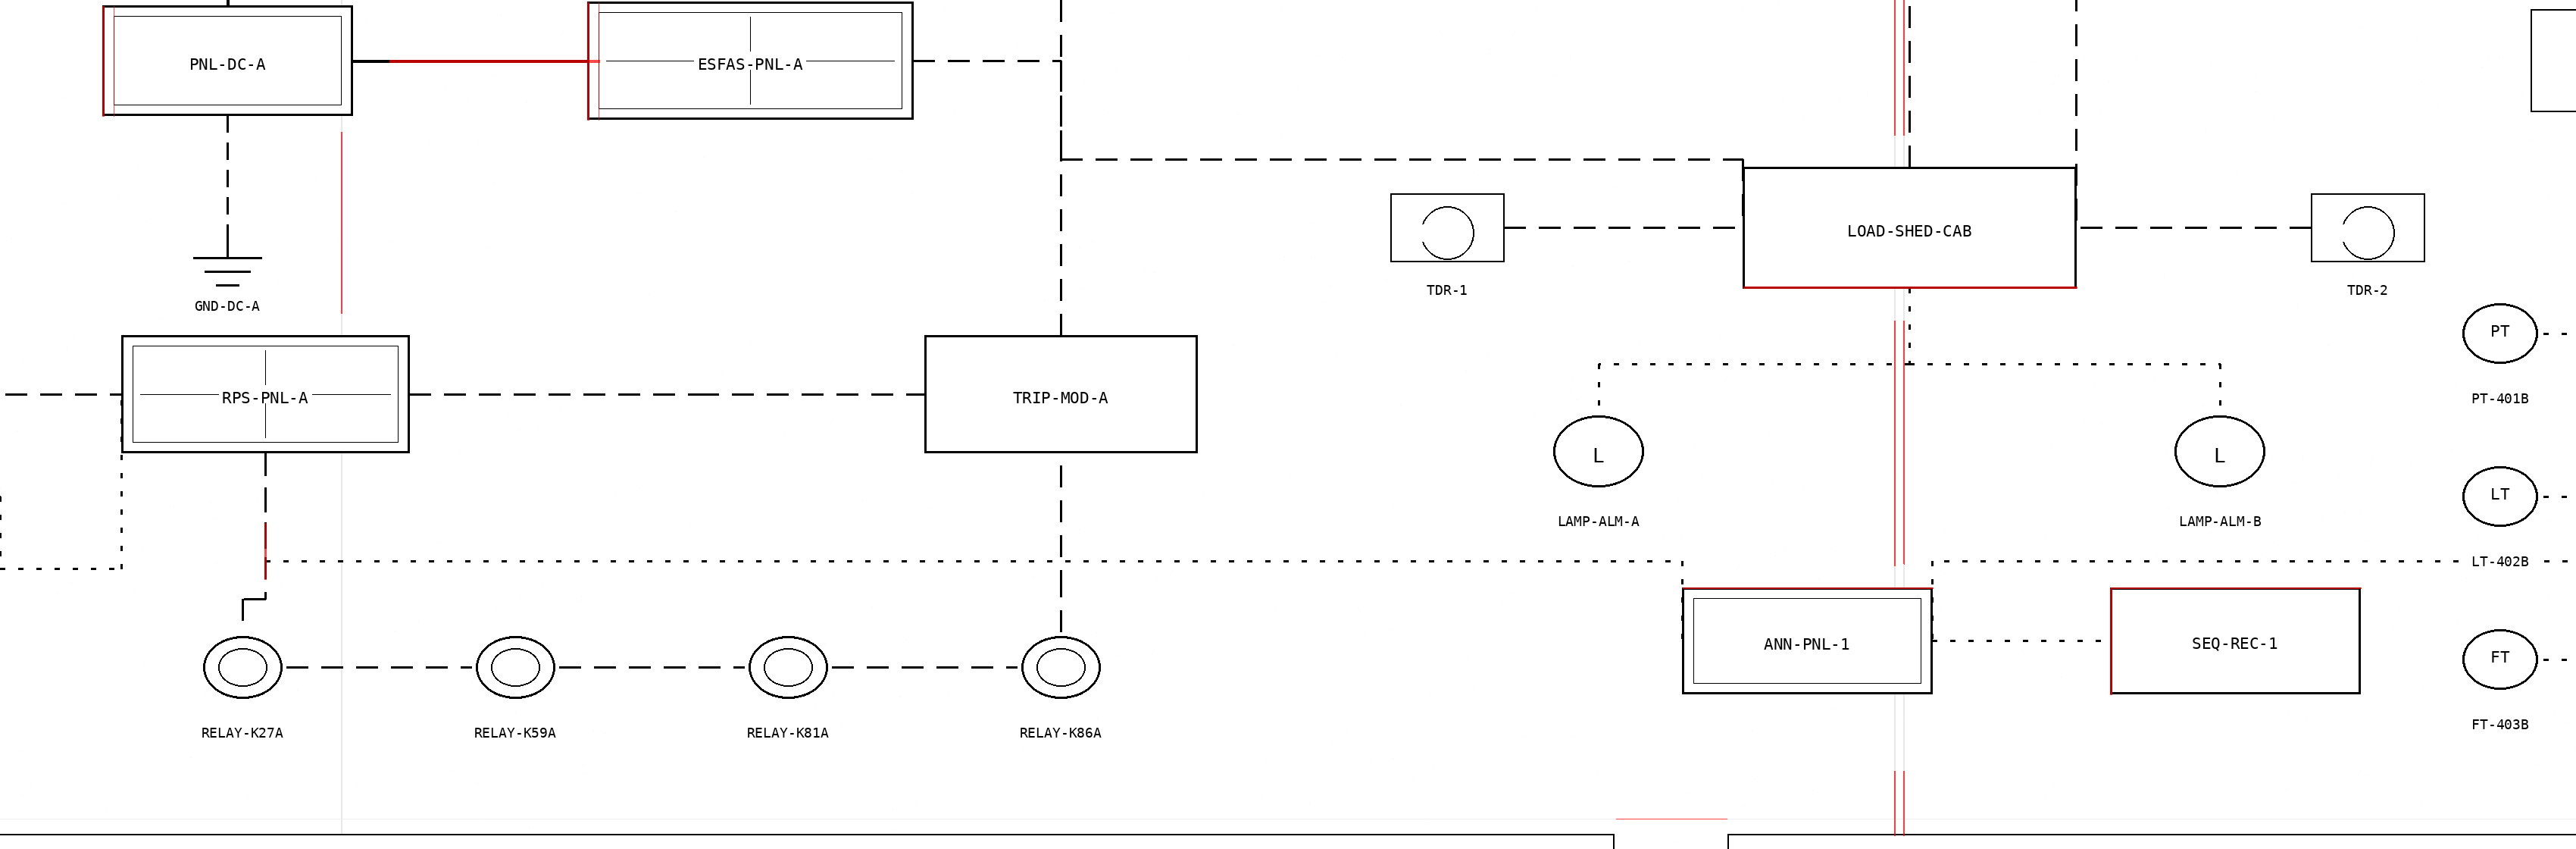 PNL-DC-A
ESFAS-PNL-A
LOAD-SHED-CAB
TDR-1
TDR-2
GND-DC-A
PT
RPS-PNL-A
TRIP-MOD-A
PT-401B
L
L
LT
LAMP-ALM-A
LAMP-ALM-B
LT-402B
ANN-PNL-1
SEQ-REC-1
FT
RELAY-K27A
RELAY-K59A
RELAY-K81A
RELAY-K86A
FT-403B